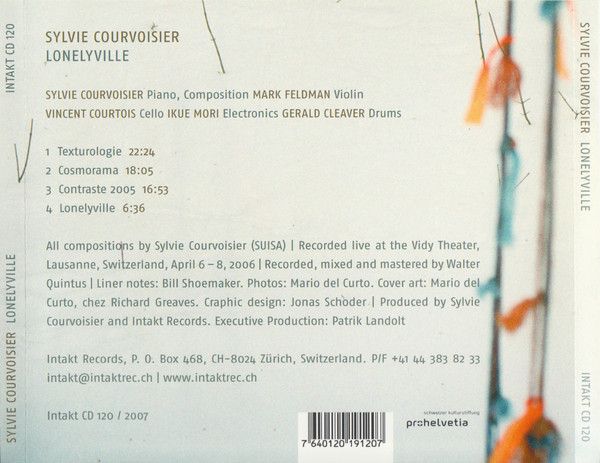 SYLVIE COURVOISIER
LONELYVILLE
SYLVIE COURVOISIER Piano, Composition MARK FELDMAN Violin
VINCENT COURTOIS Cello IKUE MORI Electronics GERALD CLEAVER Drums
1 Texturologie 22:24
2 Cosmorama 18:05
3 Contraste 2005 16:53
4 Lonelyville 6:36
All compositions by Sylvie Courvoisier (SUISA) | Recorded live at the Vidy Theater,
Lausanne, Switzerland, April 6 – 8, 2006 | Recorded, mixed and mastered by Walter
Quintus | Liner notes: Bill Shoemaker. Photos: Mario del Curto. Cover art: Mario del
Curto, chez Richard Greaves. Craphic design: Jonas Schoder | Produced by Sylvie
Courvoisier and Intakt Records. Executive Production: Patrik Landolt
Intakt Records, P. O. Box 468, CH–8024 Zürich, Switzerland. P/F +41 44 383 82 33
intakt@intaktrec.ch | www.intaktrec.ch
Intakt CD 120 / 2007
7 640120 191207
schweizer kulturstiftung
prohelvetia
INTAKT CD 120
SYLVIE COURVOISIER LONELYVILLE
SYLVIE COURVOISIER LONELYVILLE
INTAKT CD 120